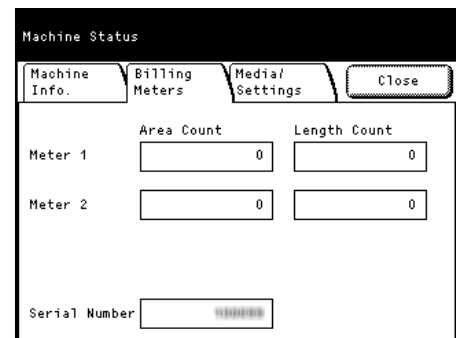 Machine Status
Machine Info.
Billing Meters
Media/ Settings
Close
Area Count Length Count
Meter 1 0 0
Meter 2 0 0
Serial Number